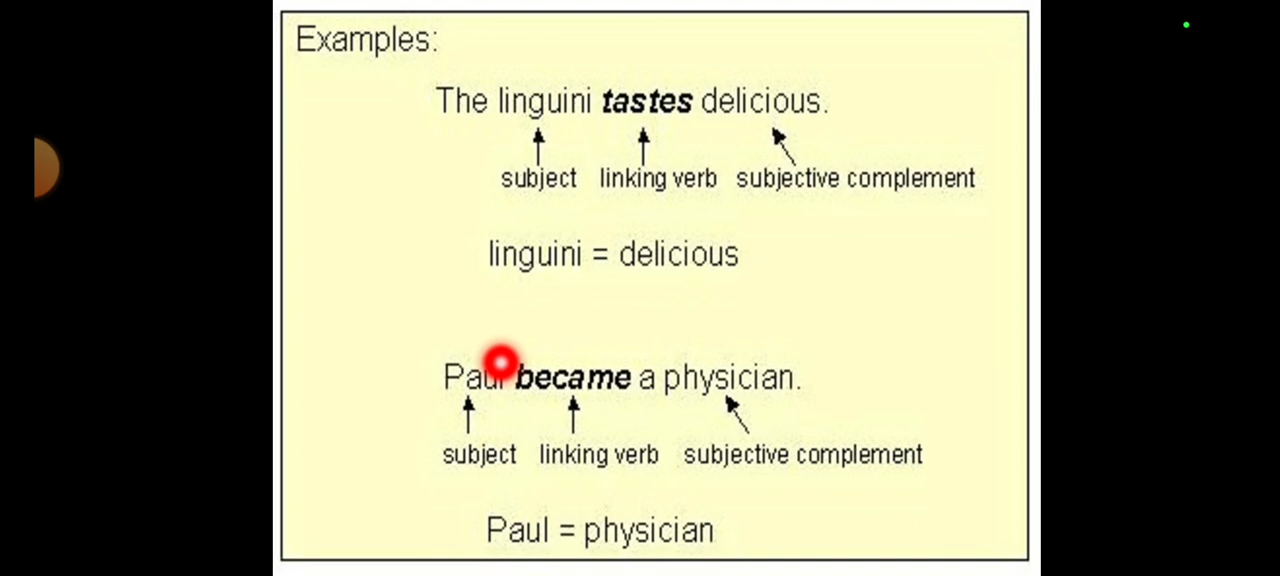 Examples:
The linguini tastes delicious.
subject linking verb subjective complement
linguini = delicious
Paul became a physician.
subject linking verb subjective complement
Paul = physician